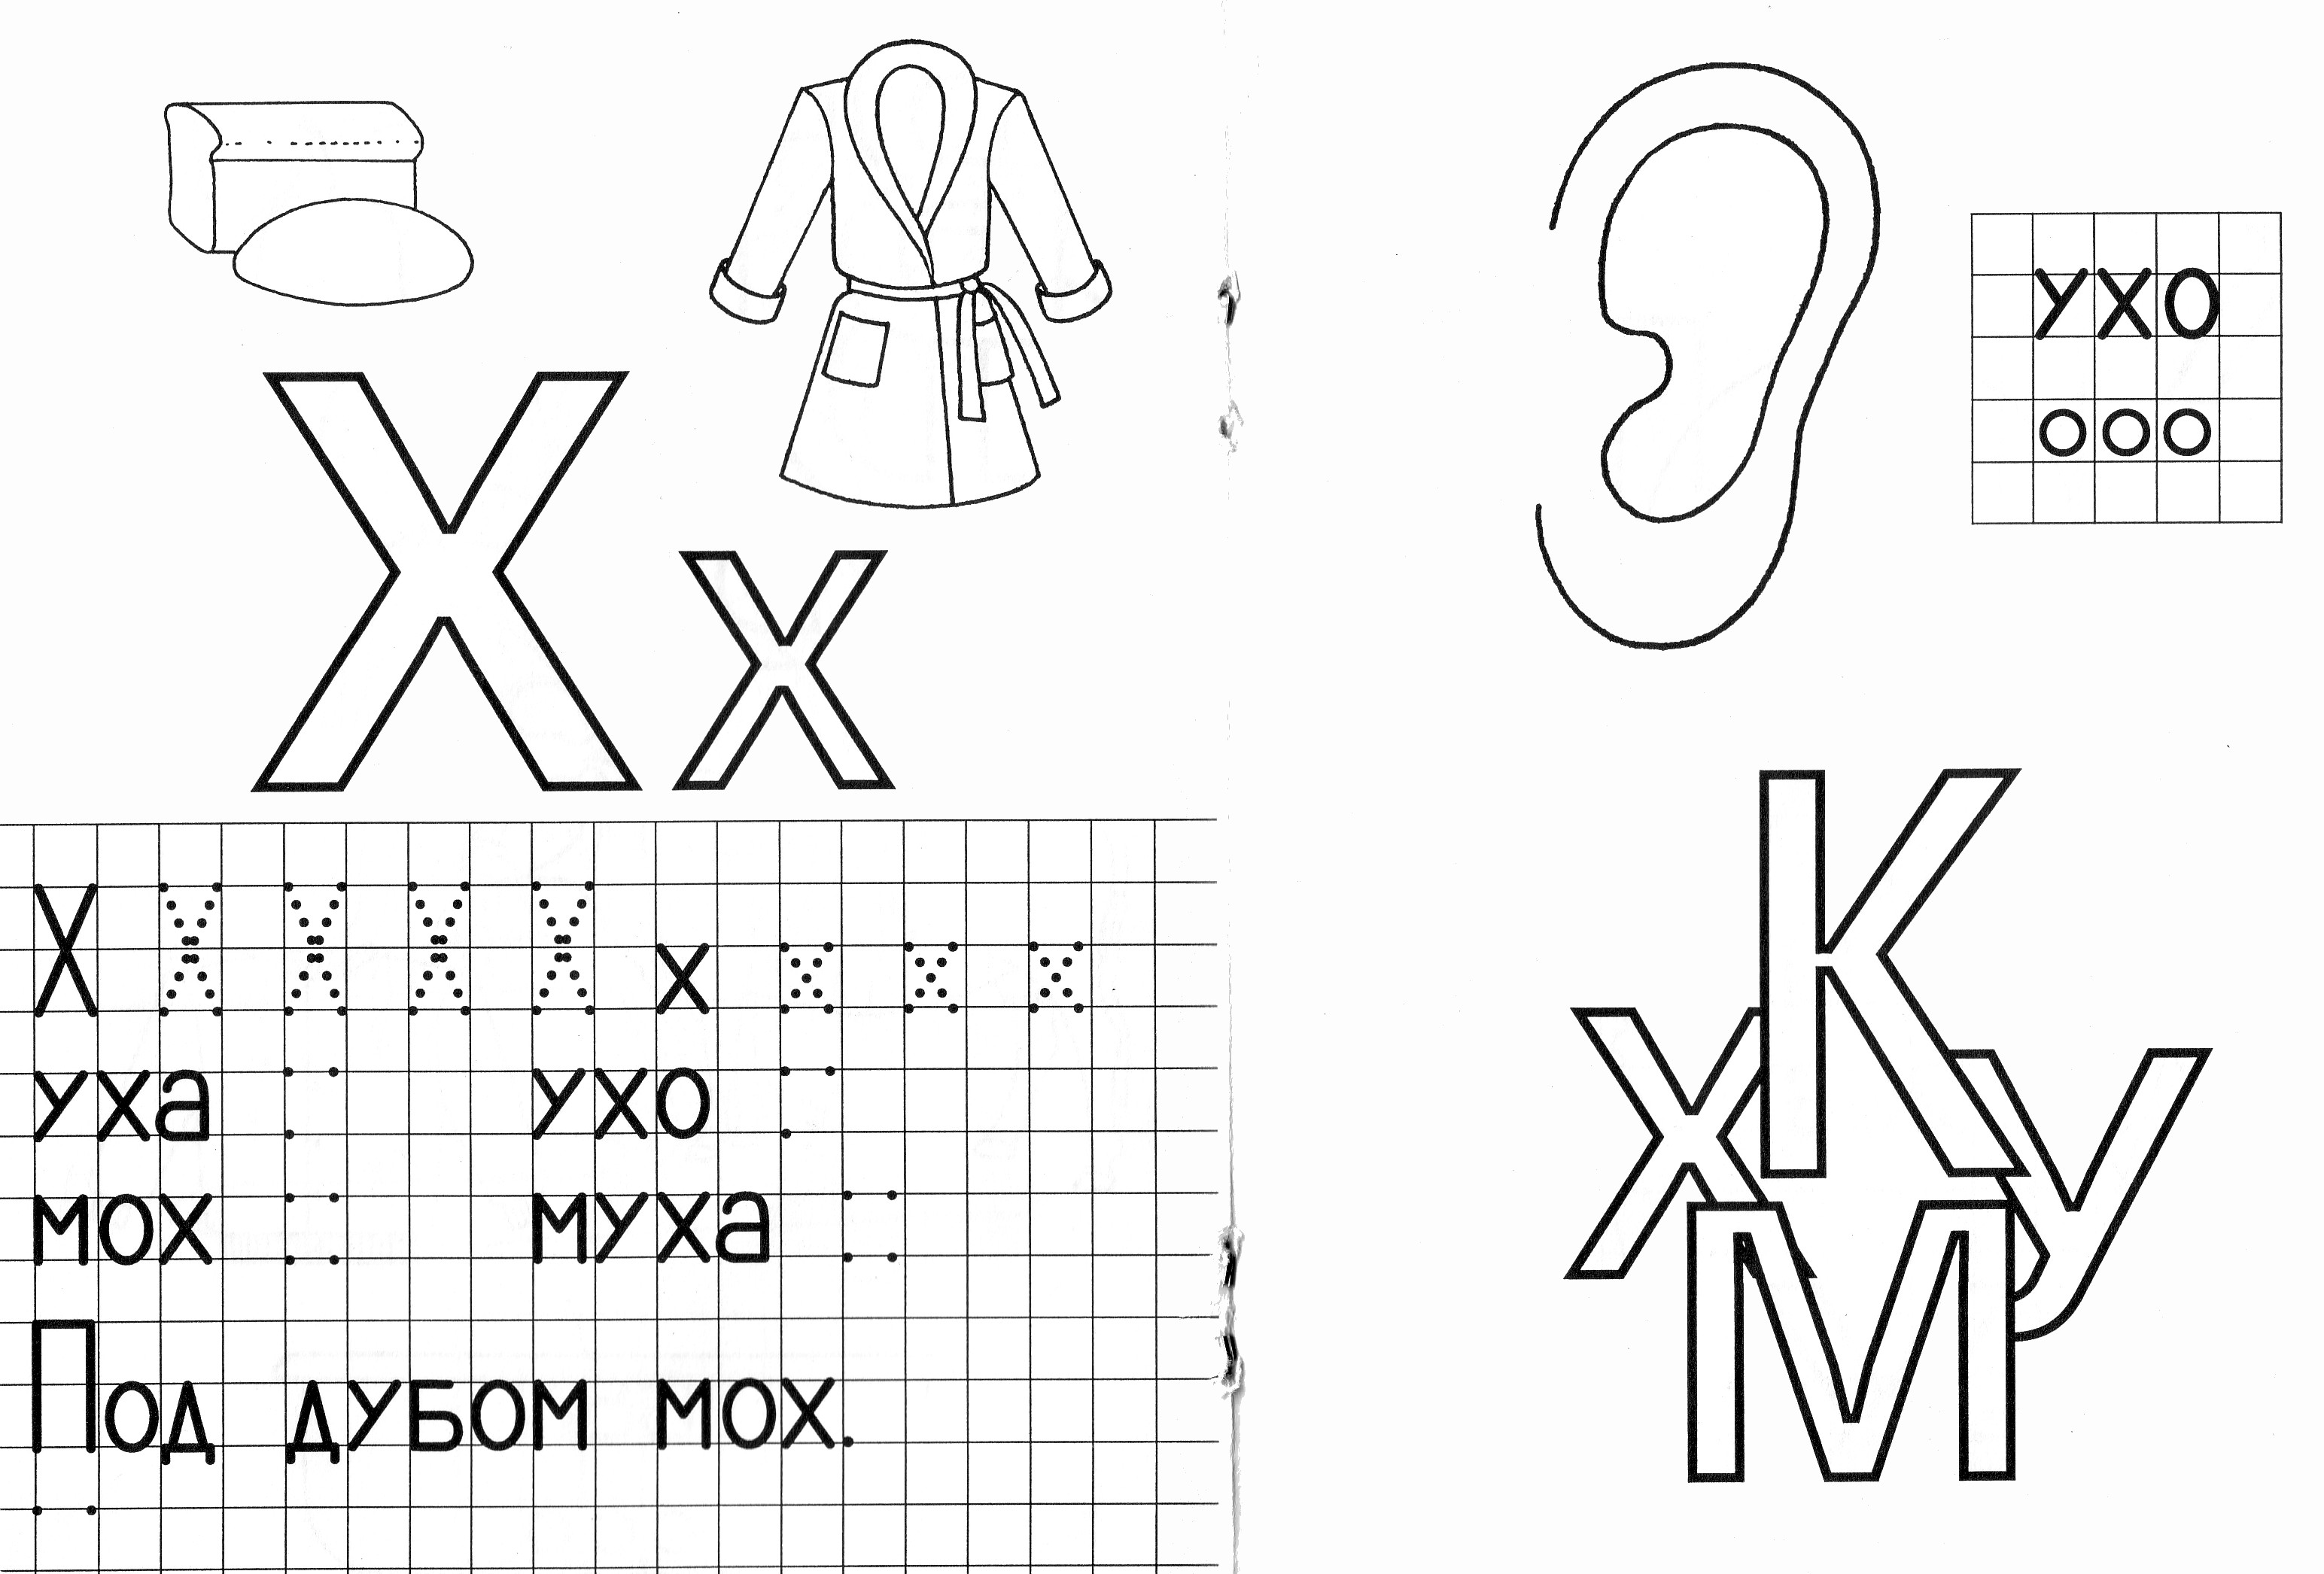 Х х
Х х
уха ухо
мох муха
Под дубом мох.
ухо
К
х у
М